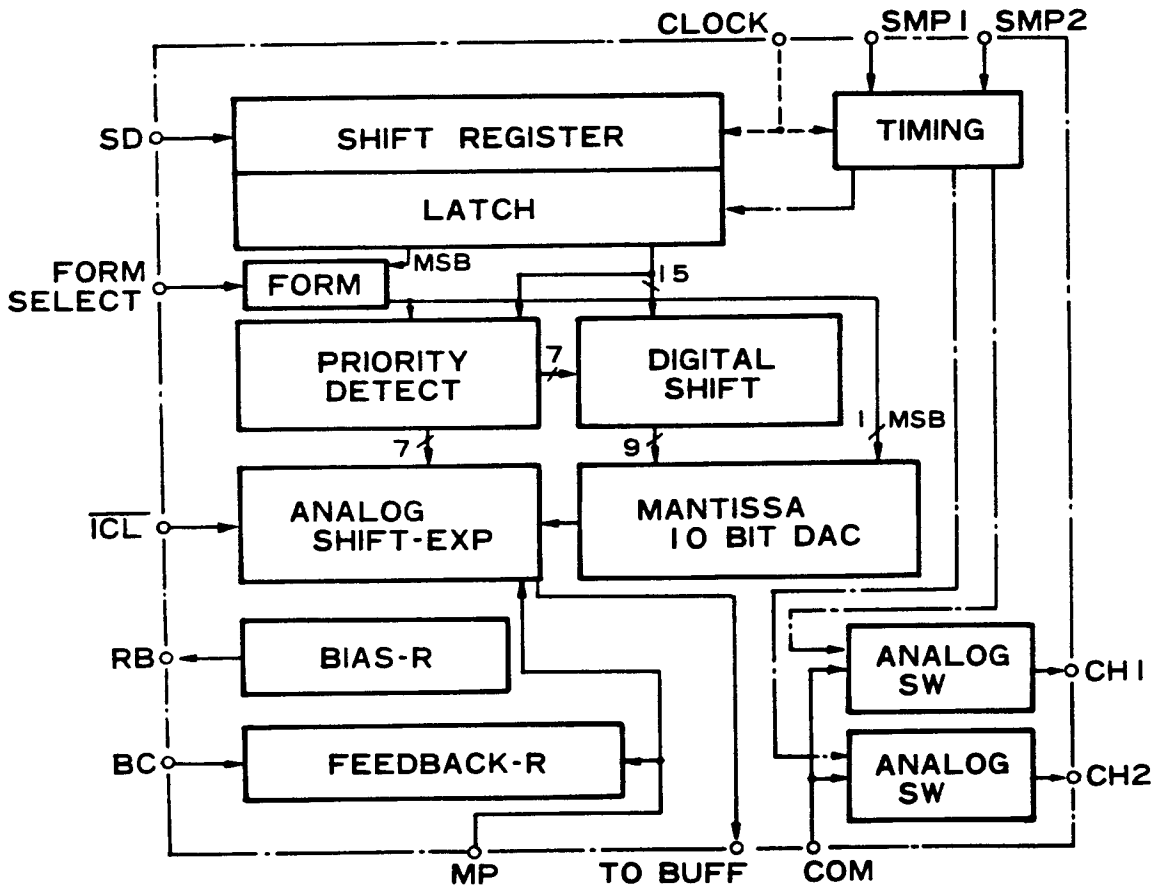 CLOCK
SMP1
SMP2
SD
SHIFT REGISTER
TIMING
LATCH
MSB
FORM
SELECT
FORM
15
PRIORITY
DETECT
7
DIGITAL
SHIFT
7
9
1
MSB
ICL
ANALOG
SHIFT-EXP
MANTISSA
10 BIT DAC
RB
BIAS-R
ANALOG
SW
CH1
BC
FEEDBACK-R
ANALOG
SW
CH2
MP
TO BUFF
COM